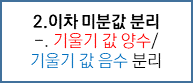 2.이차 미분값 분리
–. 기울기 값 양수/
기울기 값 음수 분리